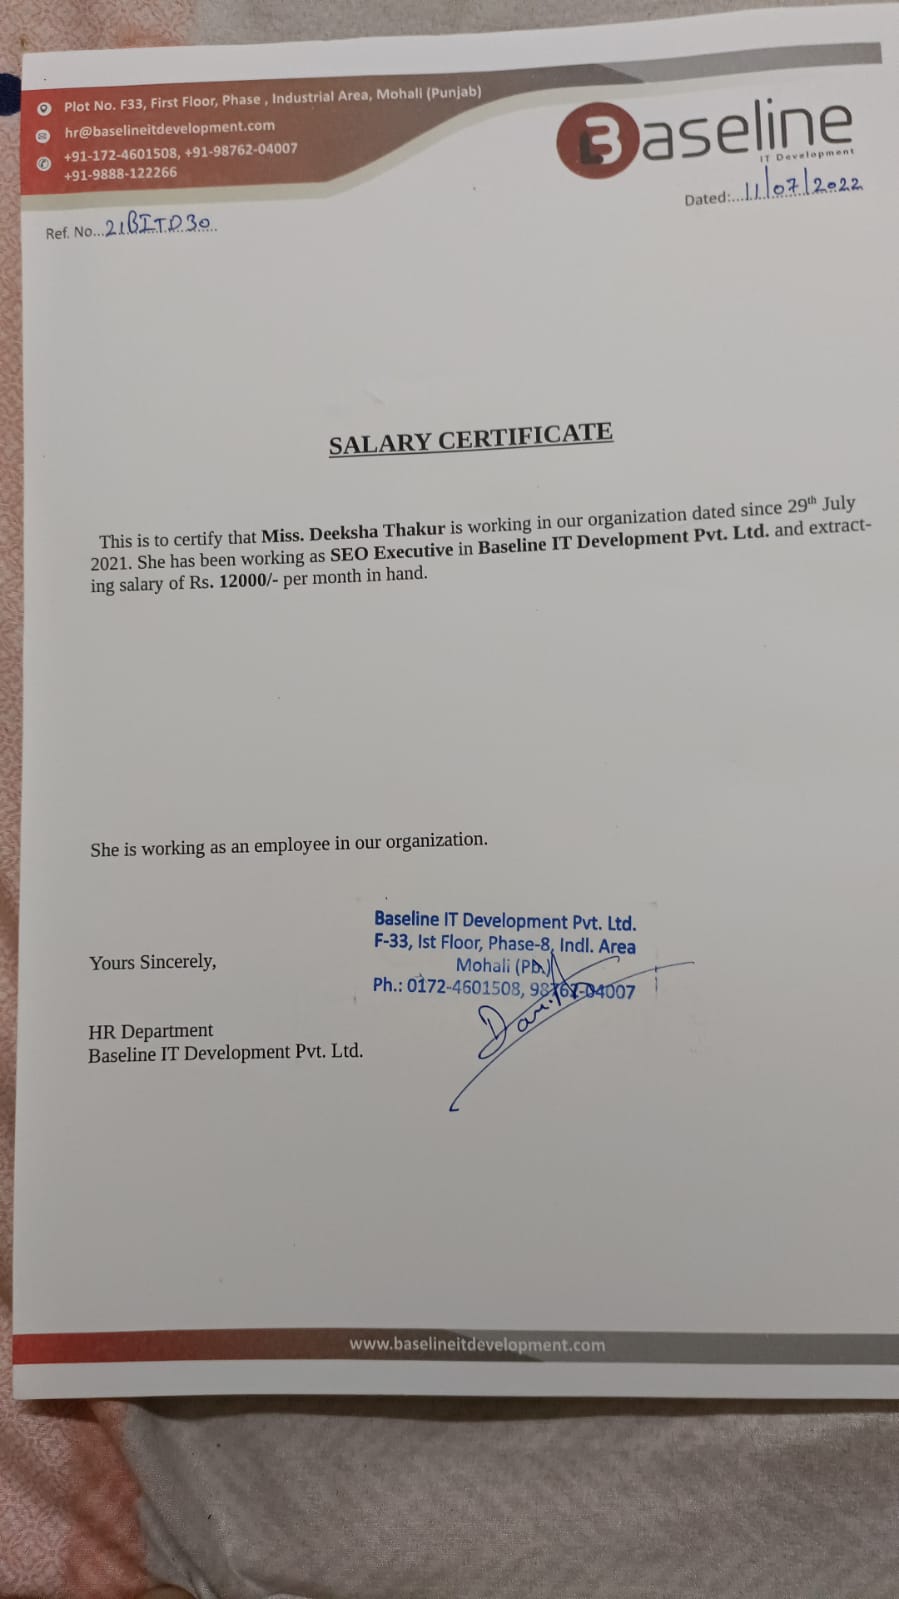 Plot No. F33, First Floor, Phase , Industrial Area, Mohali (Punjab)
hr@baselineitdevelopment.com
+91-172-4601508, +91-98762-04007
+91-9888-122266
Baseline
IT Development
Dated:...11/07/2022
Ref. No...21BITD30
SALARY CERTIFICATE
This is to certify that Miss. Deeksha Thakur is working in our organization dated since 29th July
2021. She has been working as SEO Executive in Baseline IT Development Pvt. Ltd. and extract-
ing salary of Rs. 12000/- per month in hand.
She is working as an employee in our organization.
Baseline IT Development Pvt. Ltd.
F-33, Ist Floor, Phase-8, Indl. Area
Mohali (Pb.)
Ph.: 0172-4601508, 98762-04007
Yours Sincerely,
HR Department
Baseline IT Development Pvt. Ltd.
www.baselineitdevelopment.com